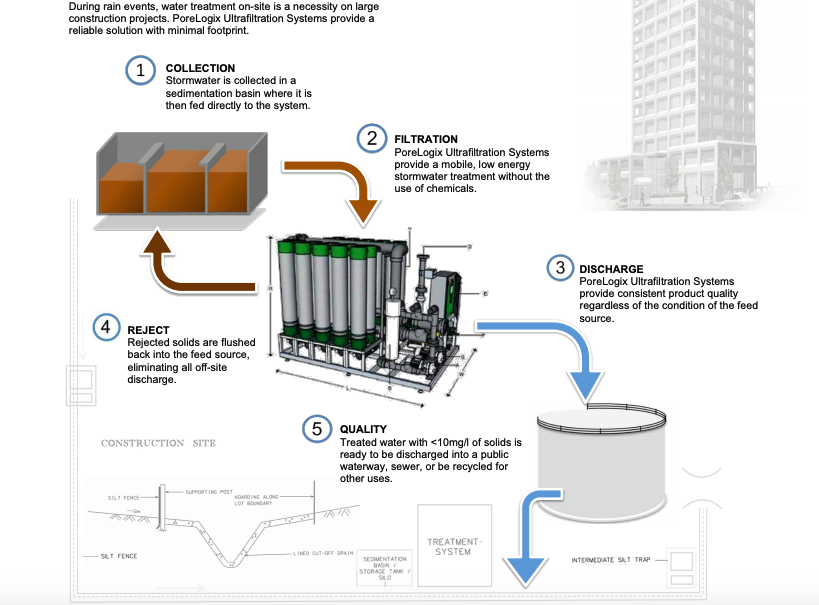 During rain events, water treatment on-site is a necessity on large
construction projects. PoreLogix Ultrafiltration Systems provide a
reliable solution with minimal footprint.
1
COLLECTION
Stormwater is collected in a
sedimentation basin where it is
then fed directly to the system.
2
FILTRATION
PoreLogix Ultrafiltration Systems
provide a mobile, low energy
stormwater treatment without the
use of chemicals.
3
DISCHARGE
PoreLogix Ultrafiltration Systems
provide consistent product quality
regardless of the condition of the feed
source.
4
REJECT
Rejected solids are flushed
back into the feed source,
eliminating all off-site
discharge.
5
QUALITY
Treated water with <10mg/l of solids is
ready to be discharged into a public
waterway, sewer, or be recycled for
other uses.
CONSTRUCTION SITE
SILT FENCE
SUPPORTING POST
HOARDING ALONG
LOT BOUNDARY
SILT FENCE
LINED CUT-OFF DRAIN
SEDIMENTATION
BASIN /
STORAGE TANK /
SILO
TREATMENT-
SYSTEM
INTERMEDIATE SILT TRAP